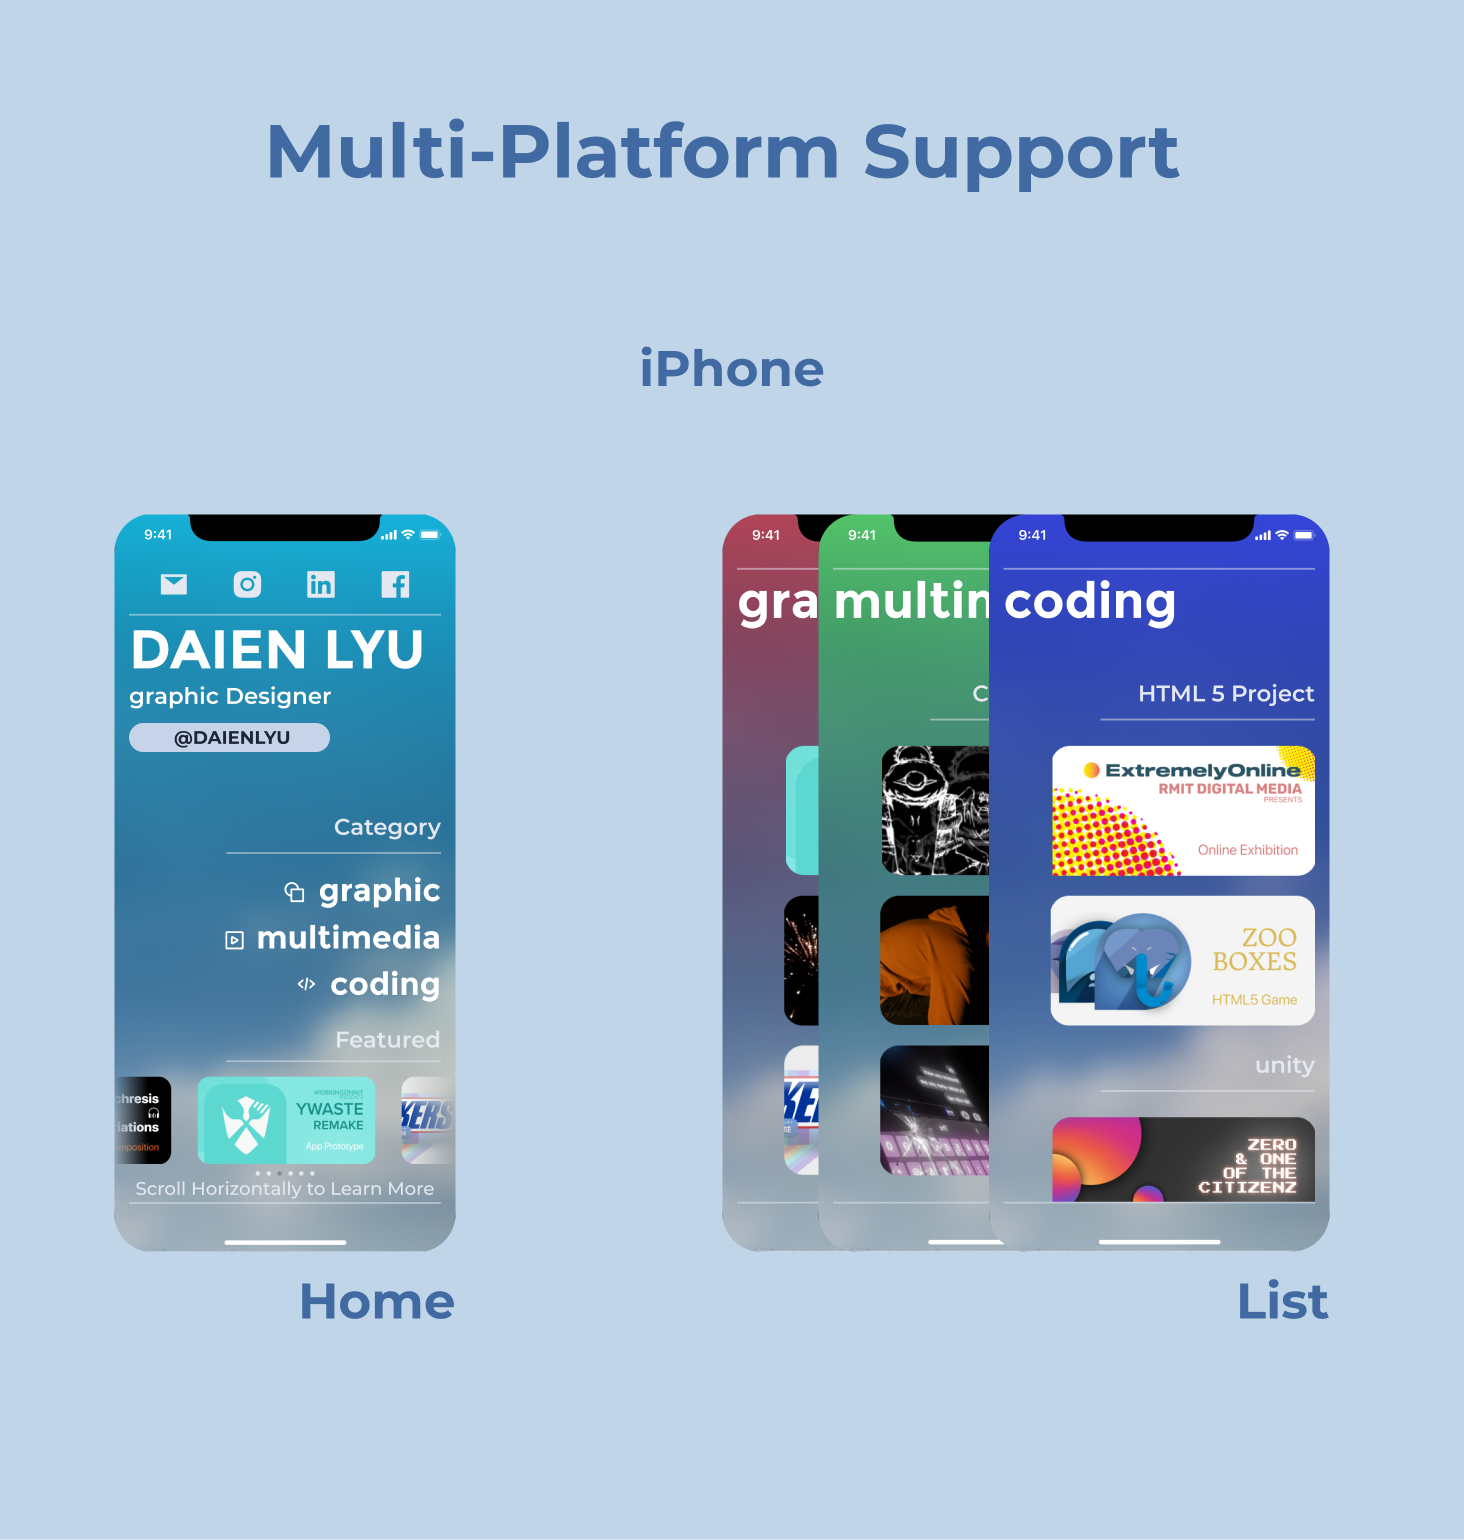 Multi-Platform Support
iPhone
9:41
DAIEN LYU
graphic Designer
@DAIENLYU
Category
graphic
multimedia
coding
Featured
chresis
iations
mposition
WORKINGONNIT
YWASTE
REMAKE
App Prototype
KERS
Scroll Horizontally to Learn More
Home
9:41
gra
9:41
multin
C
9:41
coding
HTML 5 Project
ExtremelyOnline
RMIT DIGITAL MEDIA
PRESENTS
Online Exhibition
ZOO
BOXES
HTML5 Game
unity
ZERO
& ONE
OF THE
CITIZENZ
List